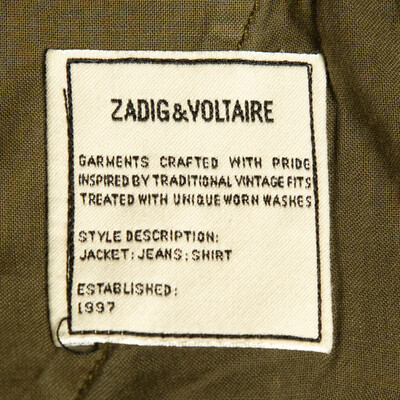 ZADIG&VOLTAIRE
GARMENTS CRAFTED WITH PRIDE
INSPIRED BY TRADITIONAL VINTAGE FITS
TREATED WITH UNIQUE WORN WASHES
STYLE DESCRIPTION:
JACKET: JEANS: SHIRT
ESTABLISHED:
1997